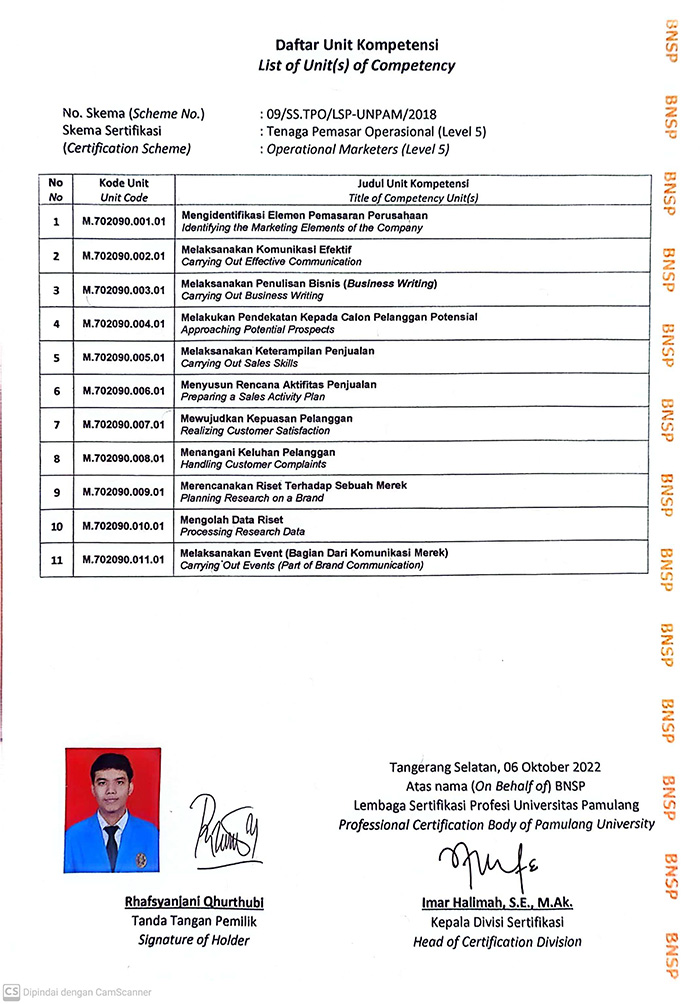 Daftar Unit Kompetensi
List of Unit(s) of Competency
No. Skema (Scheme No.) : 09/SS.TPO/LSP-UNPAM/2018
Skema Sertifikasi : Tenaga Pemasar Operasional (Level 5)
(Certification Scheme) : Operational Marketers (Level 5)
No Kode Unit Judul Unit Kompetensi
No Unit Code Title of Competency Unit(s)
1 M.702090.001.01 Mengidentifikasi Elemen Pemasaran Perusahaan
Identifying the Marketing Elements of the Company
2 M.702090.002.01 Melaksanakan Komunikasi Efektif
Carrying Out Effective Communication
3 M.702090.003.01 Melaksanakan Penulisan Bisnis (Business Writing)
Carrying Out Business Writing
4 M.702090.004.01 Melakukan Pendekatan Kepada Calon Pelanggan Potensial
Approaching Potential Prospects
5 M.702090.005.01 Melaksanakan Keterampilan Penjualan
Carrying Out Sales Skills
6 M.702090.006.01 Menyusun Rencana Aktifitas Penjualan
Preparing a Sales Activity Plan
7 M.702090.007.01 Mewujudkan Kepuasan Pelanggan
Realizing Customer Satisfaction
8 M.702090.008.01 Menangani Keluhan Pelanggan
Handling Customer Complaints
9 M.702090.009.01 Merencanakan Riset Terhadap Sebuah Merek
Planning Research on a Brand
10 M.702090.010.01 Mengolah Data Riset
Processing Research Data
11 M.702090.011.01 Melaksanakan Event (Bagian Dari Komunikasi Merek)
Carrying Out Events (Part of Brand Communication)
Tangerang Selatan, 06 Oktober 2022
Atas nama (On Behalf of) BNSP
Lembaga Sertifikasi Profesi Universitas Pamulang
Professional Certification Body of Pamulang University
Rhafsyanjani Qhurthubi
Tanda Tangan Pemilik
Signature of Holder
Imar Halimah, S.E., M.Ak.
Kepala Divisi Sertifikasi
Head of Certification Division
BNSP
BNSP
BNSP
BNSP
BNSP
BNSP
BNSP
BNSP
BNSP
BNSP
BNSP
BNSP
BNSP
CS Dipindai dengan CamScanner